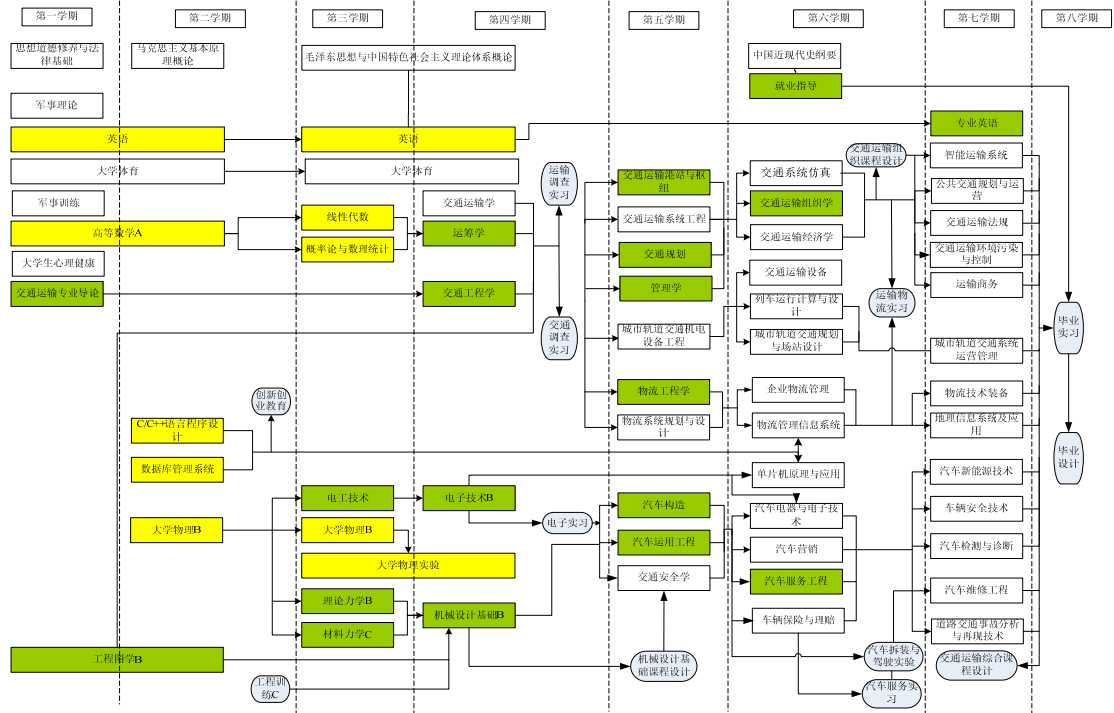 第一学期
第二学期
第三学期
第四学期
第五学期
第六学期
第七学期
第八学期
思想道德修养与法
律基础
马克思主义基本原
理概论
毛泽东思想与中国特色社会主义理论体系概论
中国近现代史纲要
就业指导
军事理论
英语
英语
专业英语
大学体育
大学体育
运输
调查
实习
交通运输组
织课程设计
智能运输系统
交通系统仿真
交通运输港站与枢
纽
公共交通规划与运
营
军事训练
线性代数
交通运输学
交通运输组织学
交通运输系统工程
交通运输法规
高等数学A
概率论与数理统计
运筹学
交通运输经济学
交通规划
交通运输环境污染
与控制
大学生心理健康
交通运输设备
管理学
运输商务
交通运输专业导论
交通工程学
列车运行计算与设
计
运输物
流实习
毕业
实习
交通
调查
实习
城市轨道交通机电
设备工程
城市轨道交通规划
与场站设计
城市轨道交通系统
运营管理
创新创
业教育
物流工程学
企业物流管理
物流技术装备
C/C++语言程序设
计
物流系统规划与设
计
物流管理信息系统
地理信息系统及应
用
毕业
设计
数据库管理系统
单片机原理与应用
汽车新能源技术
电工技术
电子技术B
汽车构造
汽车电器与电子技
术
车辆安全技术
大学物理B
大学物理B
电子实习
汽车运用工程
汽车营销
汽车检测与诊断
大学物理实验
交通安全学
汽车服务工程
汽车维修工程
理论力学B
机械设计基础B
车辆保险与理赔
材料力学C
道路交通事故分析
与再现技术
工程图学B
机械设计基
础课程设计
汽车拆装与
驾驶实验
交通运输综合课
程设计
工程训
练C
汽车服务实
习